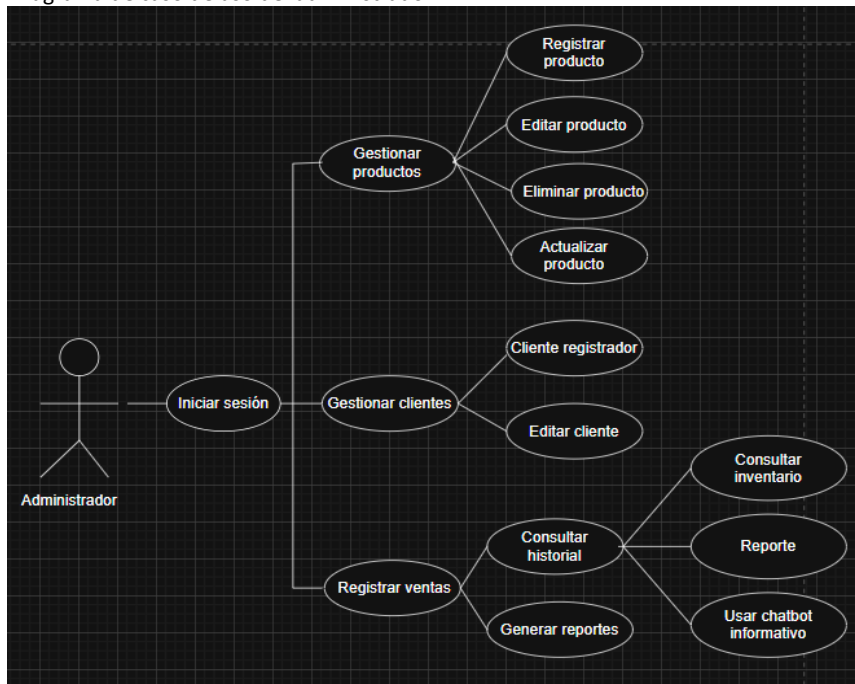 Registrar
producto
Editar producto
Gestionar
productos
Eliminar producto
Actualizar
producto
Cliente registrador
Iniciar sesión
Gestionar clientes
Editar cliente
Consultar
inventario
Administrador
Consultar
historial
Reporte
Registrar ventas
Generar reportes
Usar chatbot
informativo